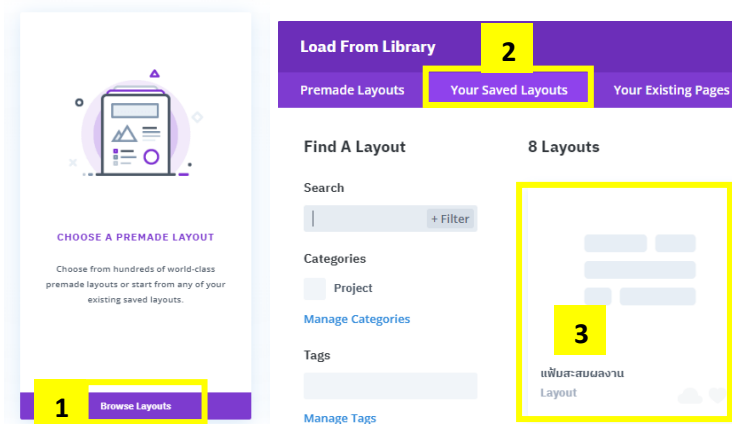 CHOOSE A PREMADE LAYOUT
Choose from hundreds of world-class
premade layouts or start from any of your
existing saved layouts.
1
Browse Layouts
Load From Library
2
Premade Layouts
Your Saved Layouts
Your Existing Pages
Find A Layout
8 Layouts
Search
+ Filter
Categories
Project
Manage Categories
Tags
Manage Tags
3
แฟ้มสะสมผลงาน
Layout